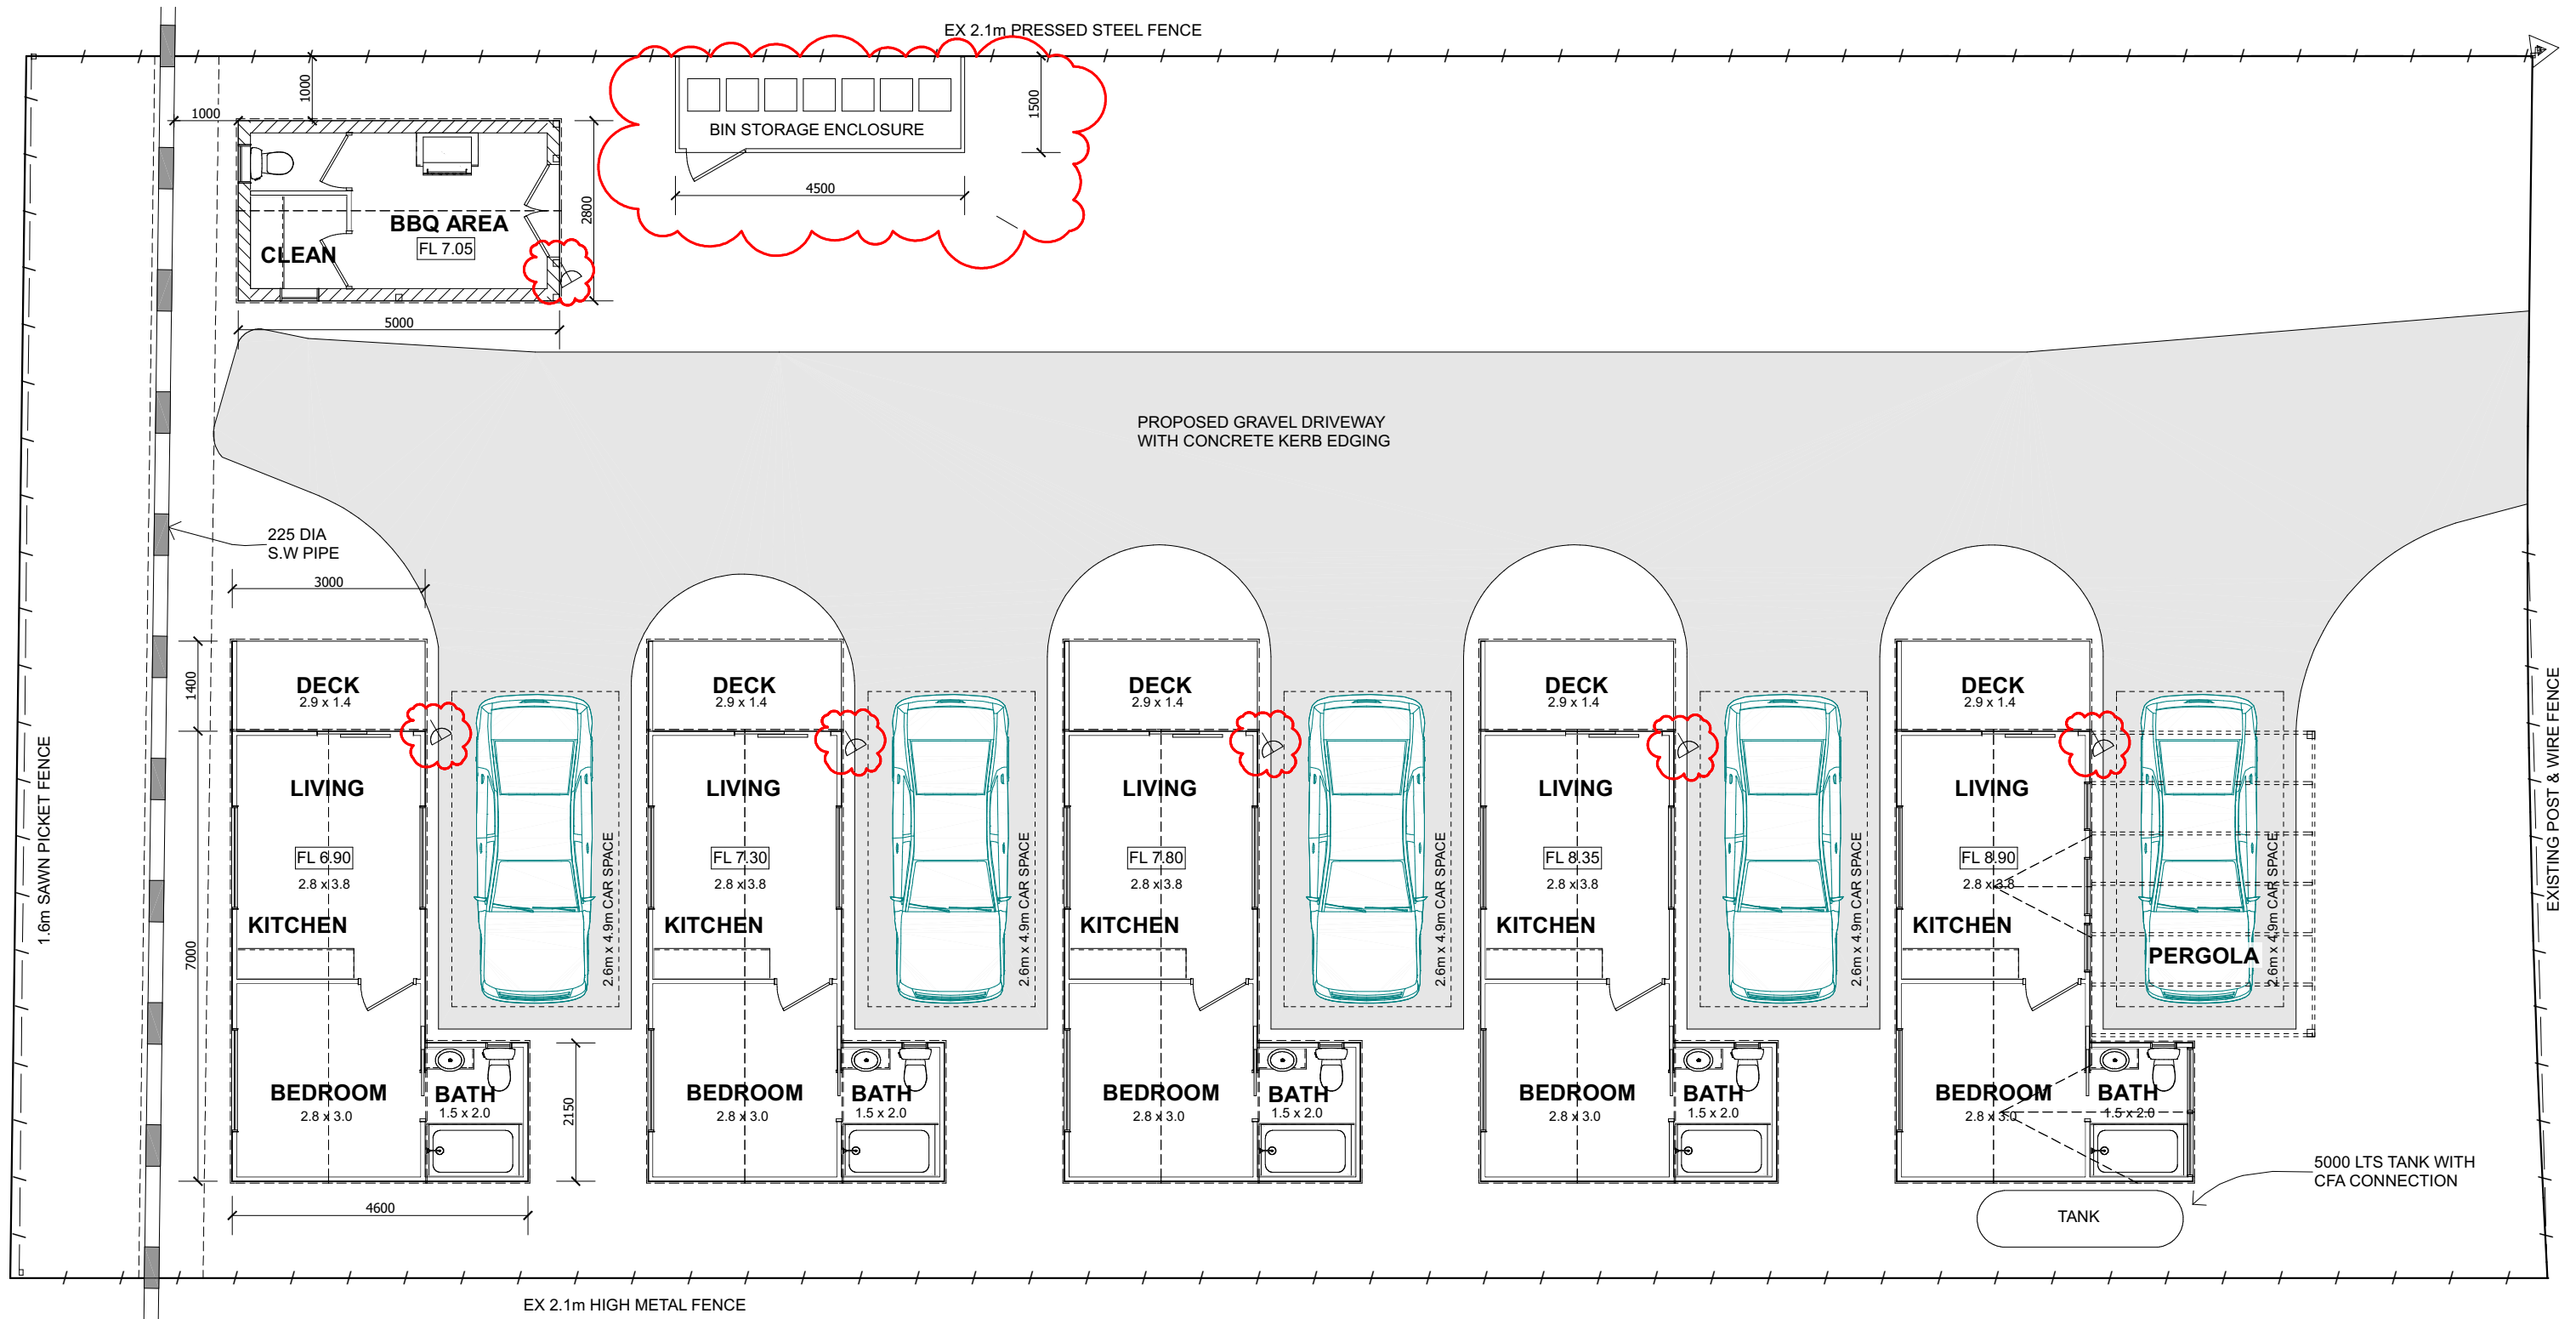 EX 2.1m PRESSED STEEL FENCE
1000
1000
1500
BIN STORAGE ENCLOSURE
4500
2800
BBQ AREA
FL 7.05
CLEAN
5000
PROPOSED GRAVEL DRIVEWAY
WITH CONCRETE KERB EDGING
225 DIA
S.W PIPE
3000
1400
DECK
2.9 x 1.4
DECK
2.9 x 1.4
DECK
2.9 x 1.4
DECK
2.9 x 1.4
DECK
2.9 x 1.4
1.6m SAWN PICKET FENCE
EXISTING POST & WIRE FENCE
LIVING
LIVING
LIVING
LIVING
LIVING
FL 6.90
2.8 x 3.8
FL 7.30
2.8 x 3.8
FL 7.80
2.8 x 3.8
FL 8.35
2.8 x 3.8
FL 8.90
2.8 x 3.8
2.6m x 4.9m CAR SPACE
2.6m x 4.9m CAR SPACE
2.6m x 4.9m CAR SPACE
2.6m x 4.9m CAR SPACE
2.6m x 4.9m CAR SPACE
KITCHEN
KITCHEN
KITCHEN
KITCHEN
KITCHEN
7000
PERGOLA
BEDROOM
2.8 x 3.0
BATH
1.5 x 2.0
BEDROOM
2.8 x 3.0
BATH
1.5 x 2.0
BEDROOM
2.8 x 3.0
BATH
1.5 x 2.0
BEDROOM
2.8 x 3.0
BATH
1.5 x 2.0
BEDROOM
2.8 x 3.0
BATH
1.5 x 2.0
2150
4600
5000 LTS TANK WITH
CFA CONNECTION
TANK
EX 2.1m HIGH METAL FENCE